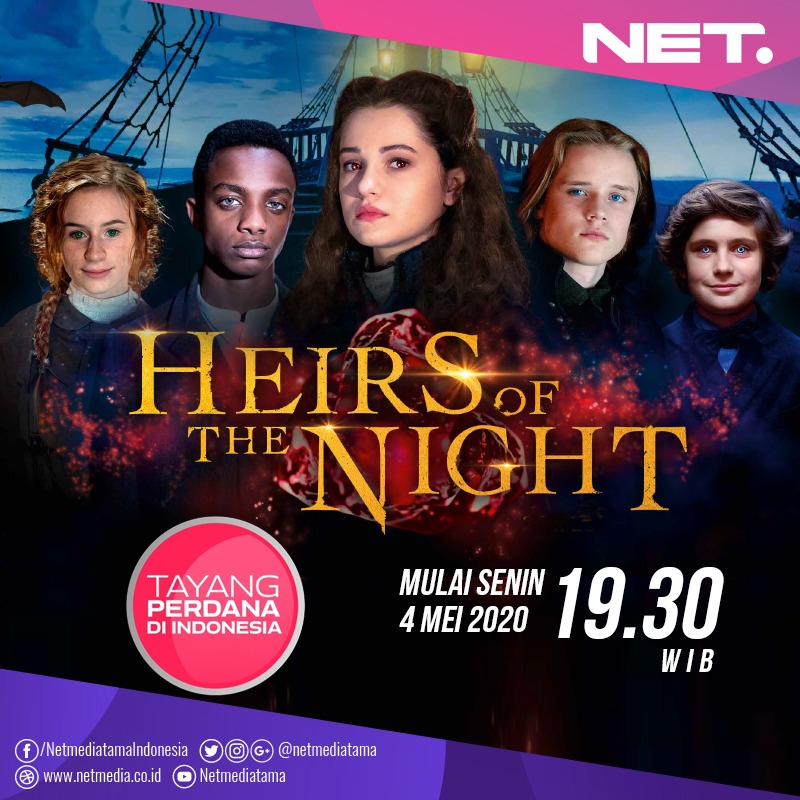 NET.
HEIRS OF
THE NIGHT
TAYANG
PERDANA
DI INDONESIA
MULAI SENIN
4 MEI 2020
19.30
WIB
/NetmediatamaIndonesia @netmediatama
www.netmedia.co.id Netmediatama